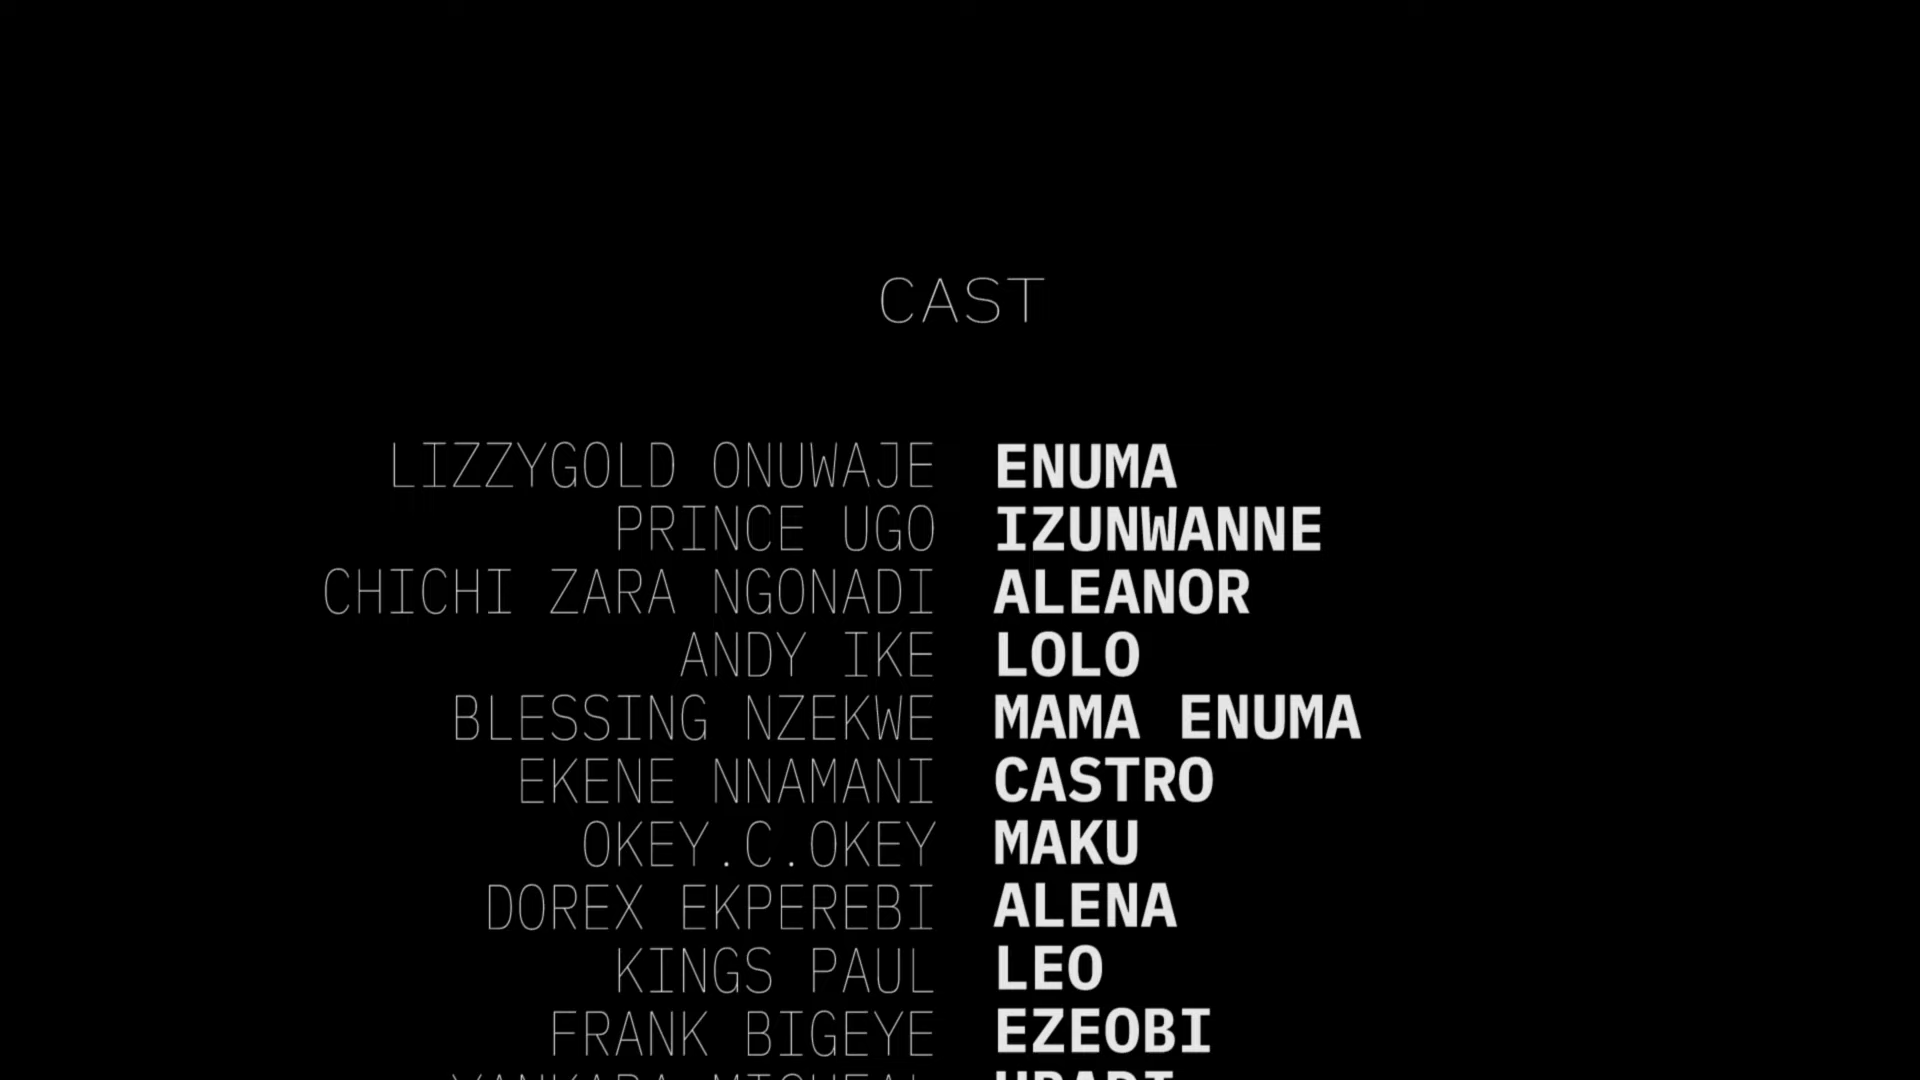 CAST
LIZZYGOLD ONUWAJE ENUMA
PRINCE UGO IZUNWANNE
CHICHI ZARA NGONADI ALEANOR
ANDY IKE LOLO
BLESSING NZEKWE MAMA ENUMA
EKENE NNAMANI CASTRO
OKEY.C.OKEY MAKU
DOREX EKPEREBI ALENA
KINGS PAUL LEO
FRANK BIGEYE EZEOBI